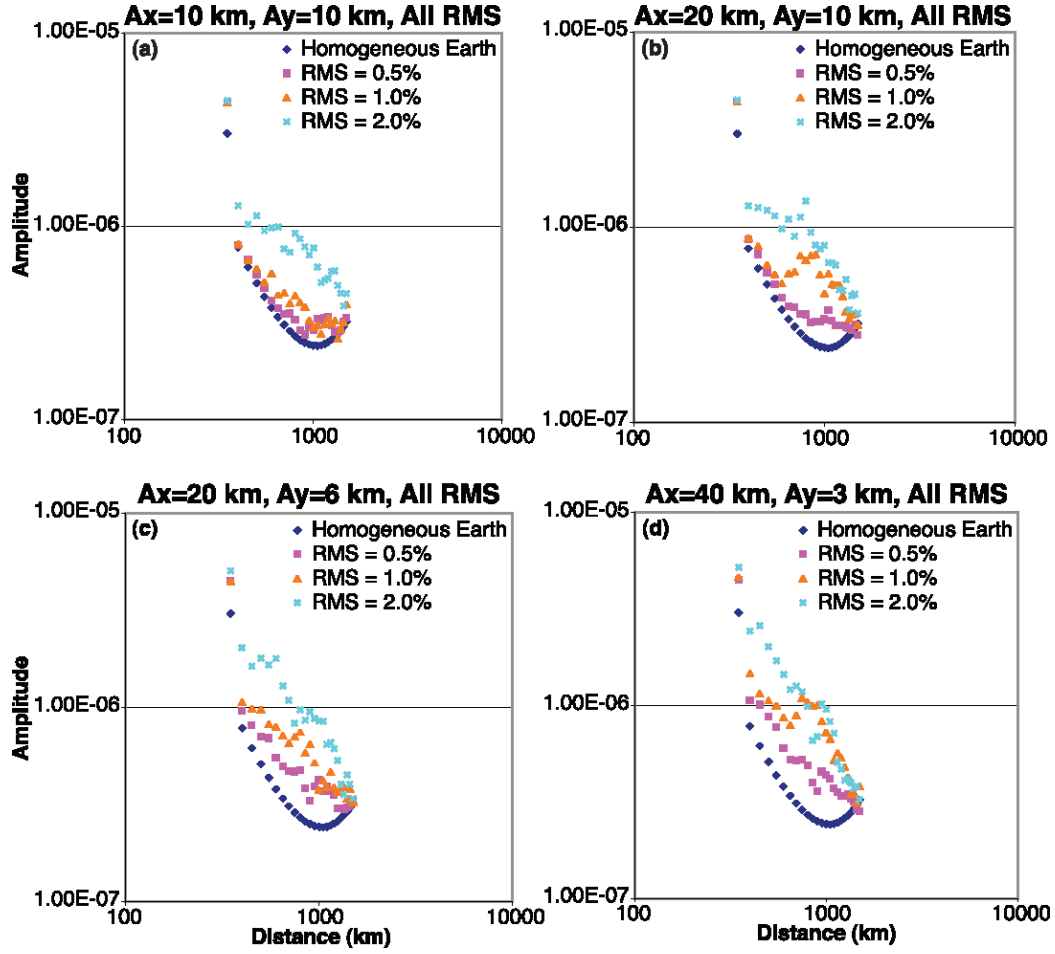 Ax=10 km, Ay=10 km, All RMS
1.00E-05
(a)
Homogeneous Earth
RMS = 0.5%
RMS = 1.0%
RMS = 2.0%
Amplitude
1.00E-06
1.00E-07
100
1000
10000
Ax=20 km, Ay=10 km, All RMS
1.00E-05
(b)
Homogeneous Earth
RMS = 0.5%
RMS = 1.0%
RMS = 2.0%
1.00E-06
1.00E-07
100
1000
10000
Ax=20 km, Ay=6 km, All RMS
1.00E-05
(c)
Homogeneous Earth
RMS = 0.5%
RMS = 1.0%
RMS = 2.0%
Amplitude
1.00E-06
1.00E-07
100
1000
10000
Distance (km)
Ax=40 km, Ay=3 km, All RMS
1.00E-05
(d)
Homogeneous Earth
RMS = 0.5%
RMS = 1.0%
RMS = 2.0%
1.00E-06
1.00E-07
100
1000
10000
Distance (km)